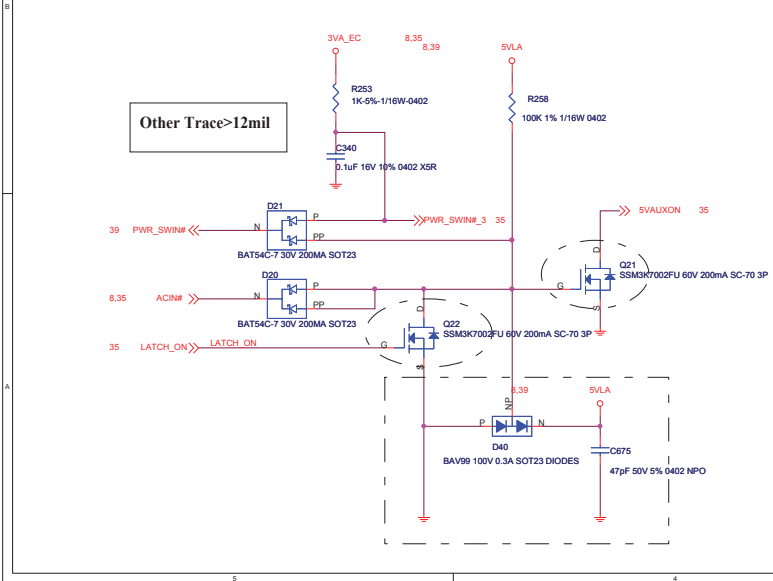 B
3VA_EC
8,35
8,39
5VLA
R253
1K-5%-1/16W-0402
R258
100K 1% 1/16W 0402
Other Trace>12mil
C340
0.1uF 16V 10% 0402 X5R
D21
P
39 PWR_SWIN#
N
PWR_SWIN#_3 35
PP
BAT54C-7 30V 200MA SOT23
5VAUXON 35
D
Q21
SSM3K7002FU 60V 200mA SC-70 3P
G
S
D20
P
8,35 ACIN#
N
PP
BAT54C-7 30V 200MA SOT23
D
Q22
SSM3K7002FU 60V 200mA SC-70 3P
35 LATCH_ON
LATCH_ON
G
S
A
8,39
5VLA
NP
P
N
D40
BAV99 100V 0.3A SOT23 DIODES
C675
47pF 50V 5% 0402 NPO
5
4